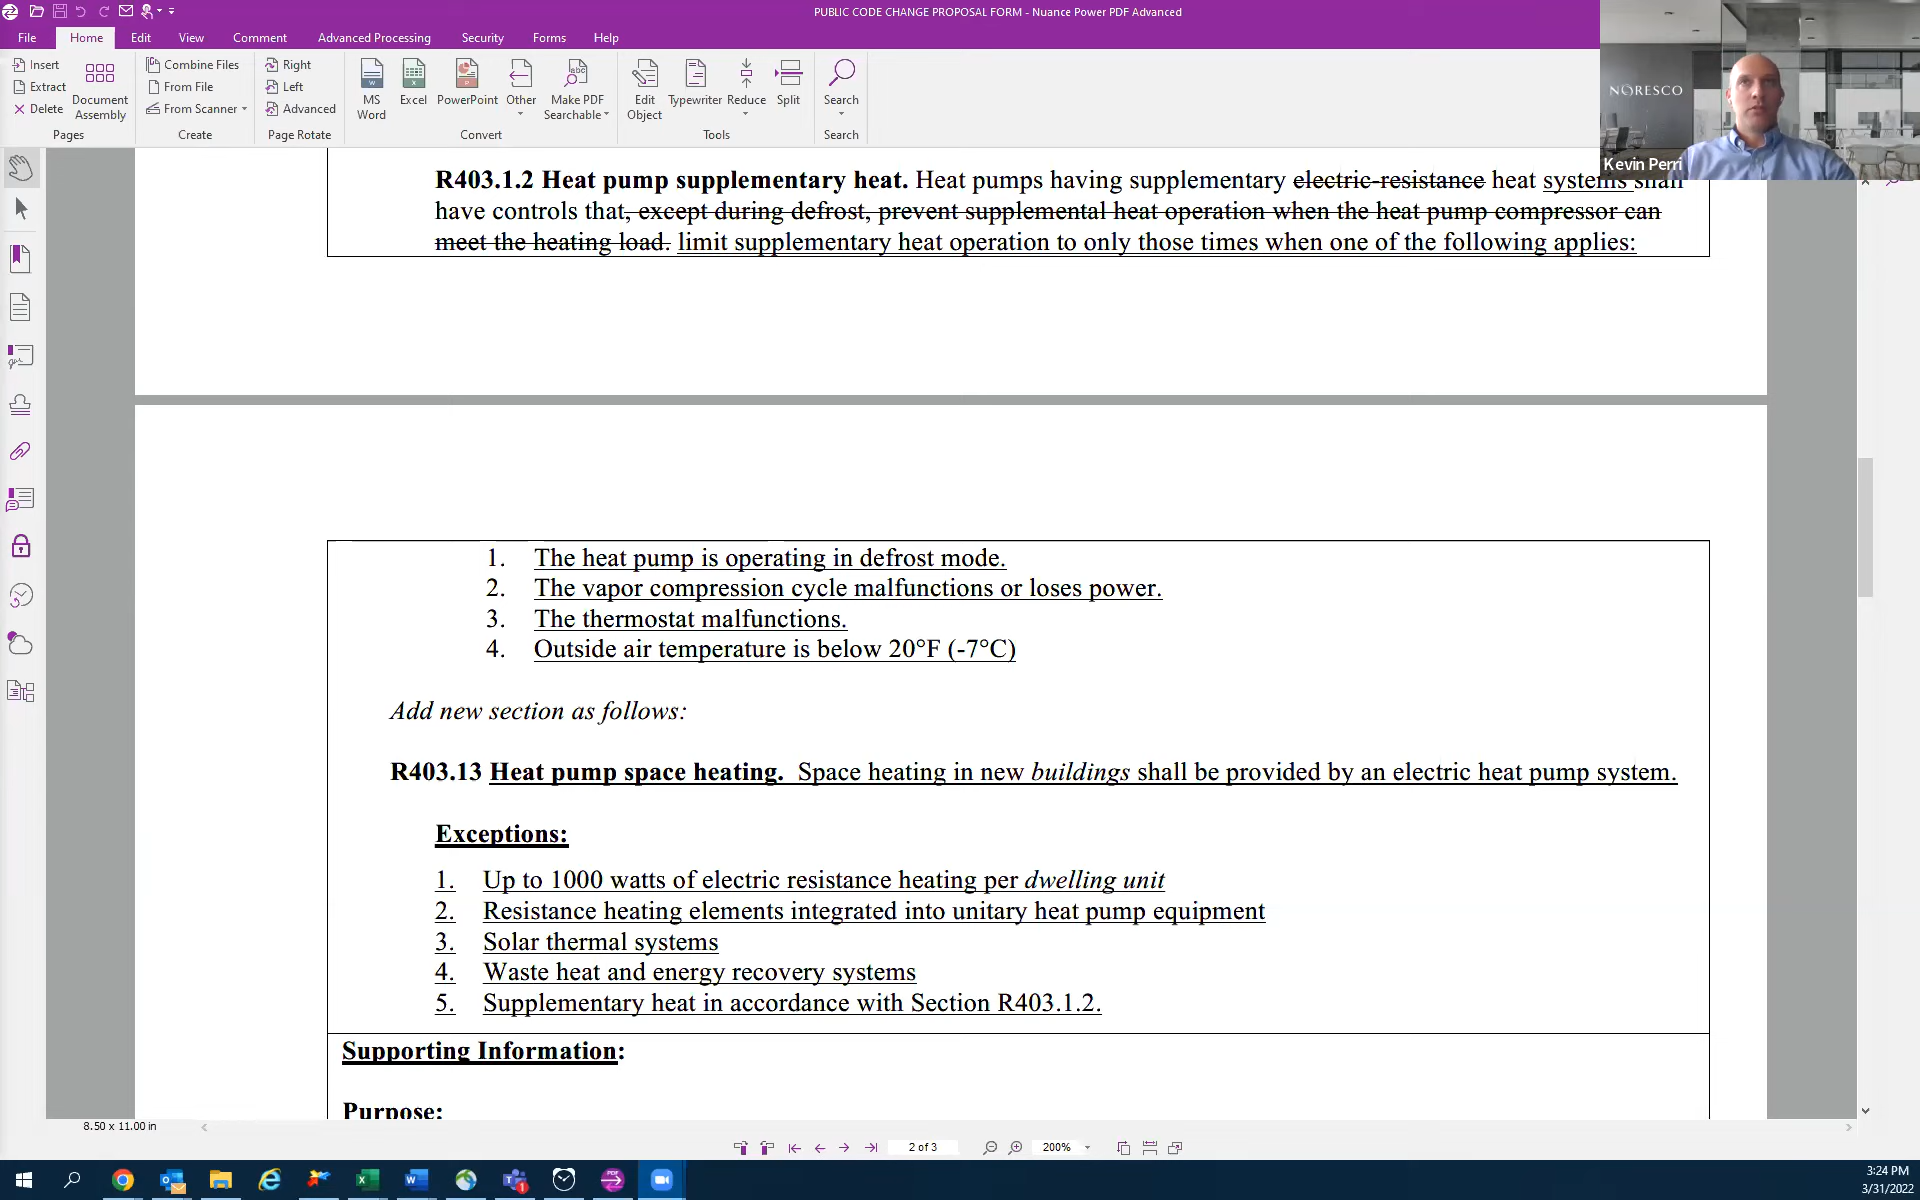 PUBLIC CODE CHANGE PROPOSAL FORM - Nuance Power PDF Advanced
File Home Edit View Comment Advanced Processing Security Forms Help
Insert
Extract
Delete
Document
Assembly
Pages
Combine Files
From File
From Scanner
Create
Right
Left
Advanced
Page Rotate
MS
Word
Excel
PowerPoint
Other
Make PDF
Searchable
Convert
Edit
Object
Typewriter
Reduce
Split
Tools
Search
Search
NORESCO
Kevin Perri
R403.1.2 Heat pump supplementary heat. Heat pumps having supplementary electric-resistance heat systems shall
have controls that, except during defrost, prevent supplemental heat operation when the heat pump compressor can
meet the heating load. limit supplementary heat operation to only those times when one of the following applies:
1. The heat pump is operating in defrost mode.
2. The vapor compression cycle malfunctions or loses power.
3. The thermostat malfunctions.
4. Outside air temperature is below 20°F (-7°C)
Add new section as follows:
R403.13 Heat pump space heating. Space heating in new buildings shall be provided by an electric heat pump system.
Exceptions:
1. Up to 1000 watts of electric resistance heating per dwelling unit
2. Resistance heating elements integrated into unitary heat pump equipment
3. Solar thermal systems
4. Waste heat and energy recovery systems
5. Supplementary heat in accordance with Section R403.1.2.
Supporting Information:
Purpose:
8.50 x 11.00 in
2 of 3
200%
3:24 PM
3/31/2022